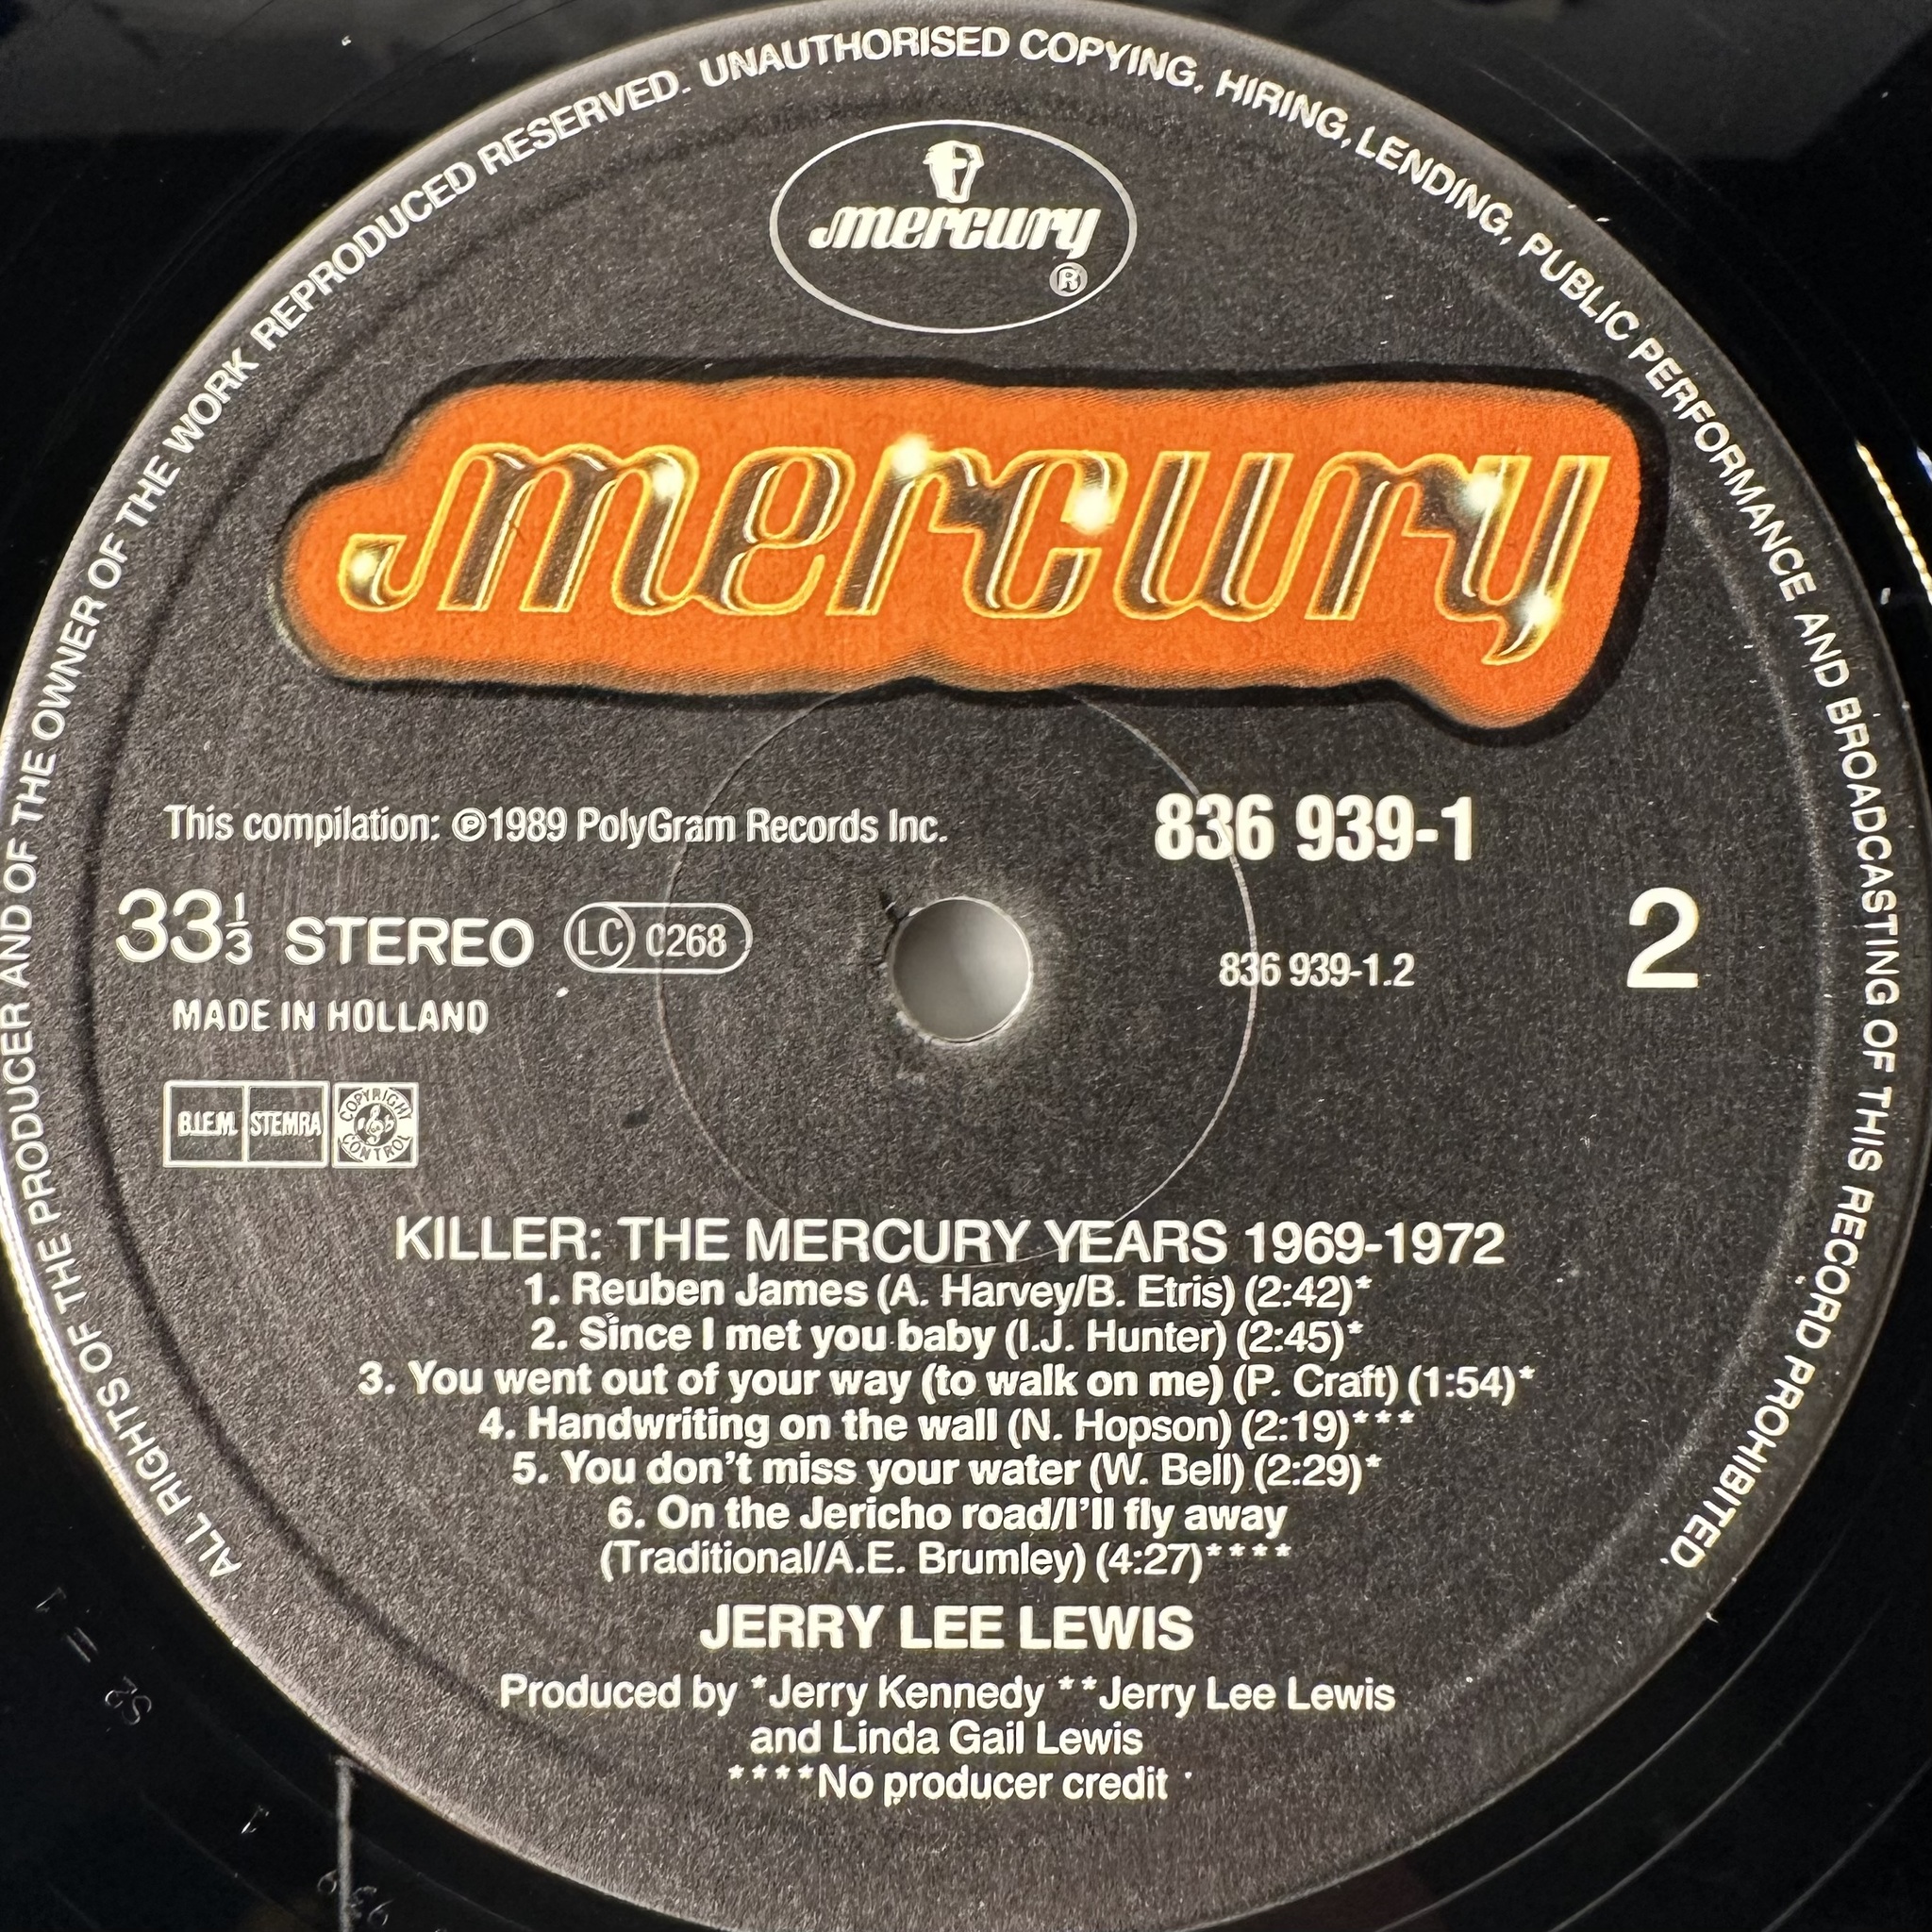 ALL RIGHTS OF THE PRODUCER AND OF THE OWNER OF THE WORK REPRODUCED RESERVED. UNAUTHORISED COPYING, HIRING, LENDING, PUBLIC PERFORMANCE AND BROADCASTING OF THIS RECORD PROHIBITED.
mercury
®
mercury
This compilation: ℗1989 PolyGram Records Inc.
836 939-1
33⅓ STEREO LC 0268
836 939-1.2
2
MADE IN HOLLAND
B.I.E.M. STEMRA COPYRIGHT CONTROL
KILLER: THE MERCURY YEARS 1969-1972
1. Reuben James (A. Harvey/B. Etris) (2:42)*
2. Since I met you baby (I.J. Hunter) (2:45)*
3. You went out of your way (to walk on me) (P. Craft) (1:54)*
4. Handwriting on the wall (N. Hopson) (2:19)***
5. You don't miss your water (W. Bell) (2:29)*
6. On the Jericho road/I'll fly away
(Traditional/A.E. Brumley) (4:27)****
JERRY LEE LEWIS
Produced by *Jerry Kennedy **Jerry Lee Lewis
and Linda Gail Lewis
****No producer credit